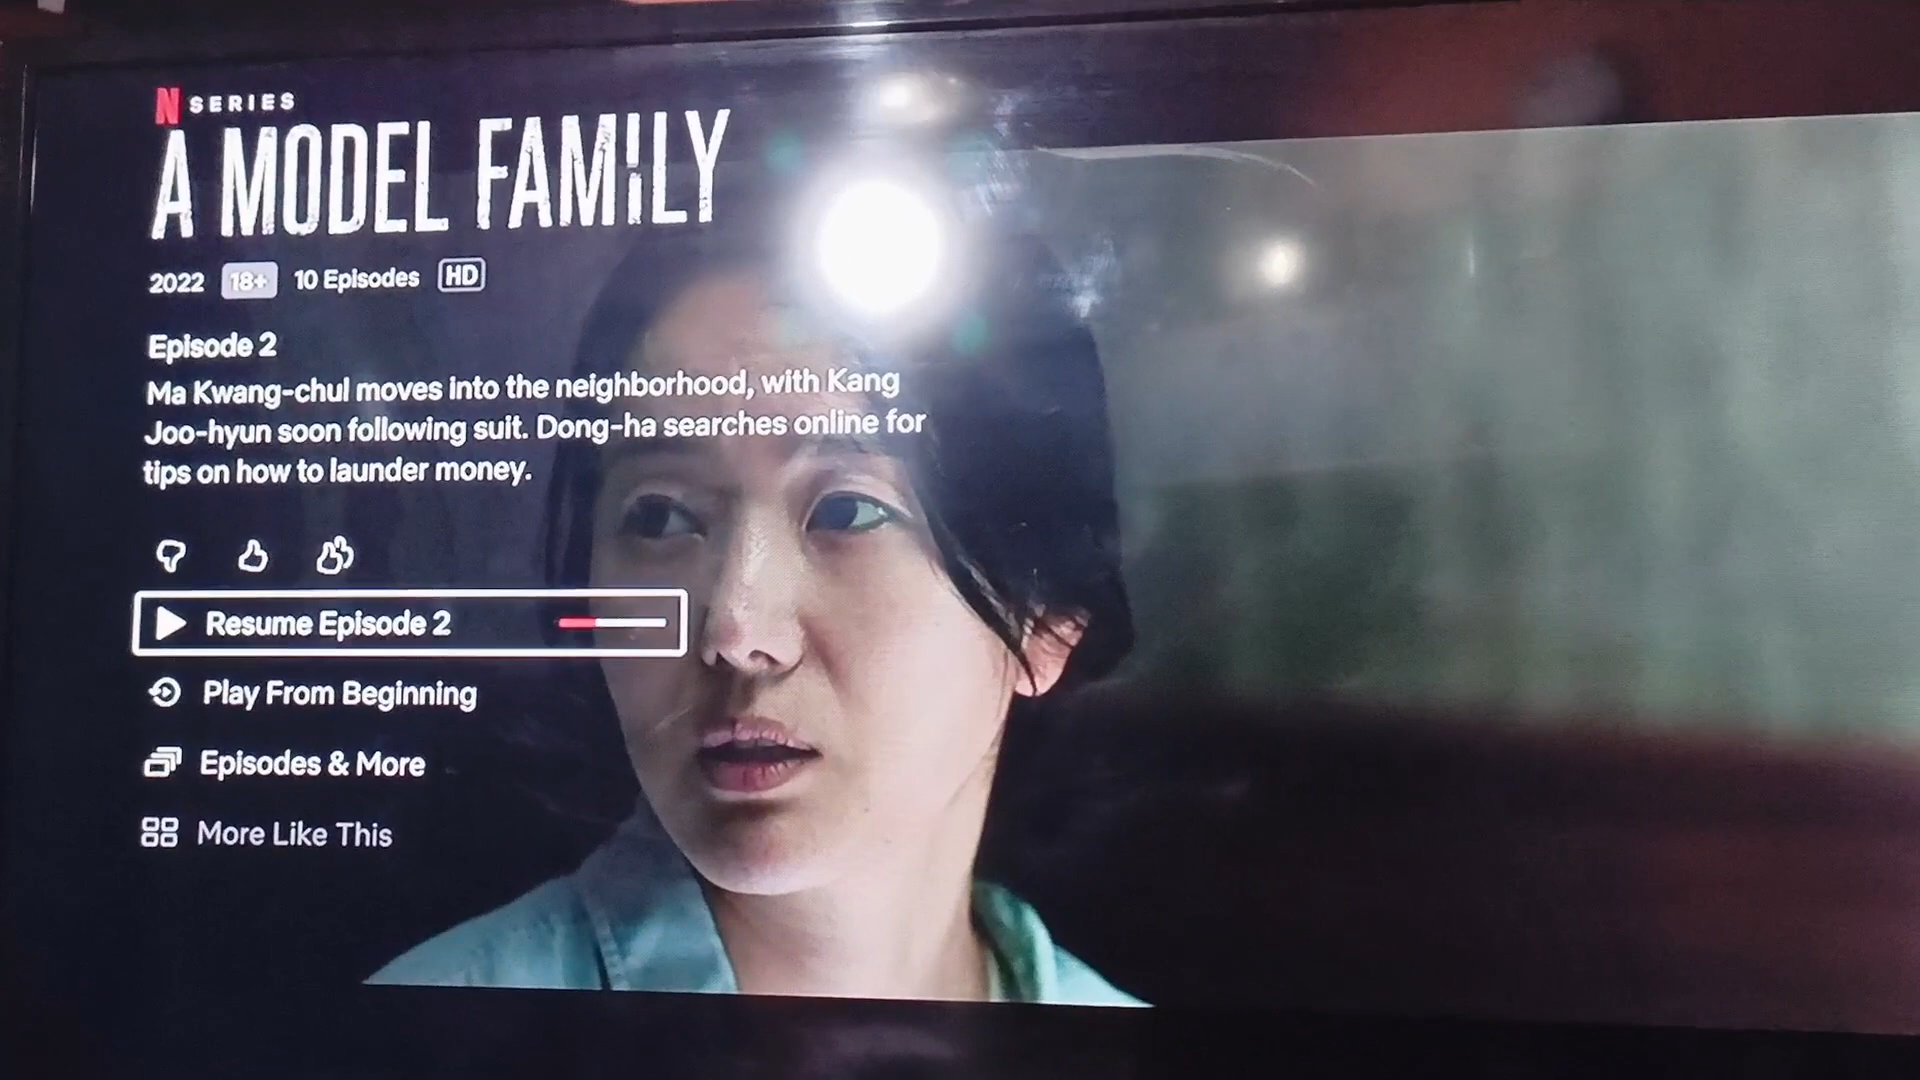 N SERIES
A MODEL FAMILY
2022 18+ 10 Episodes HD
Episode 2
Ma Kwang-chul moves into the neighborhood, with Kang
Joo-hyun soon following suit. Dong-ha searches online for
tips on how to launder money.
Resume Episode 2
Play From Beginning
Episodes & More
More Like This